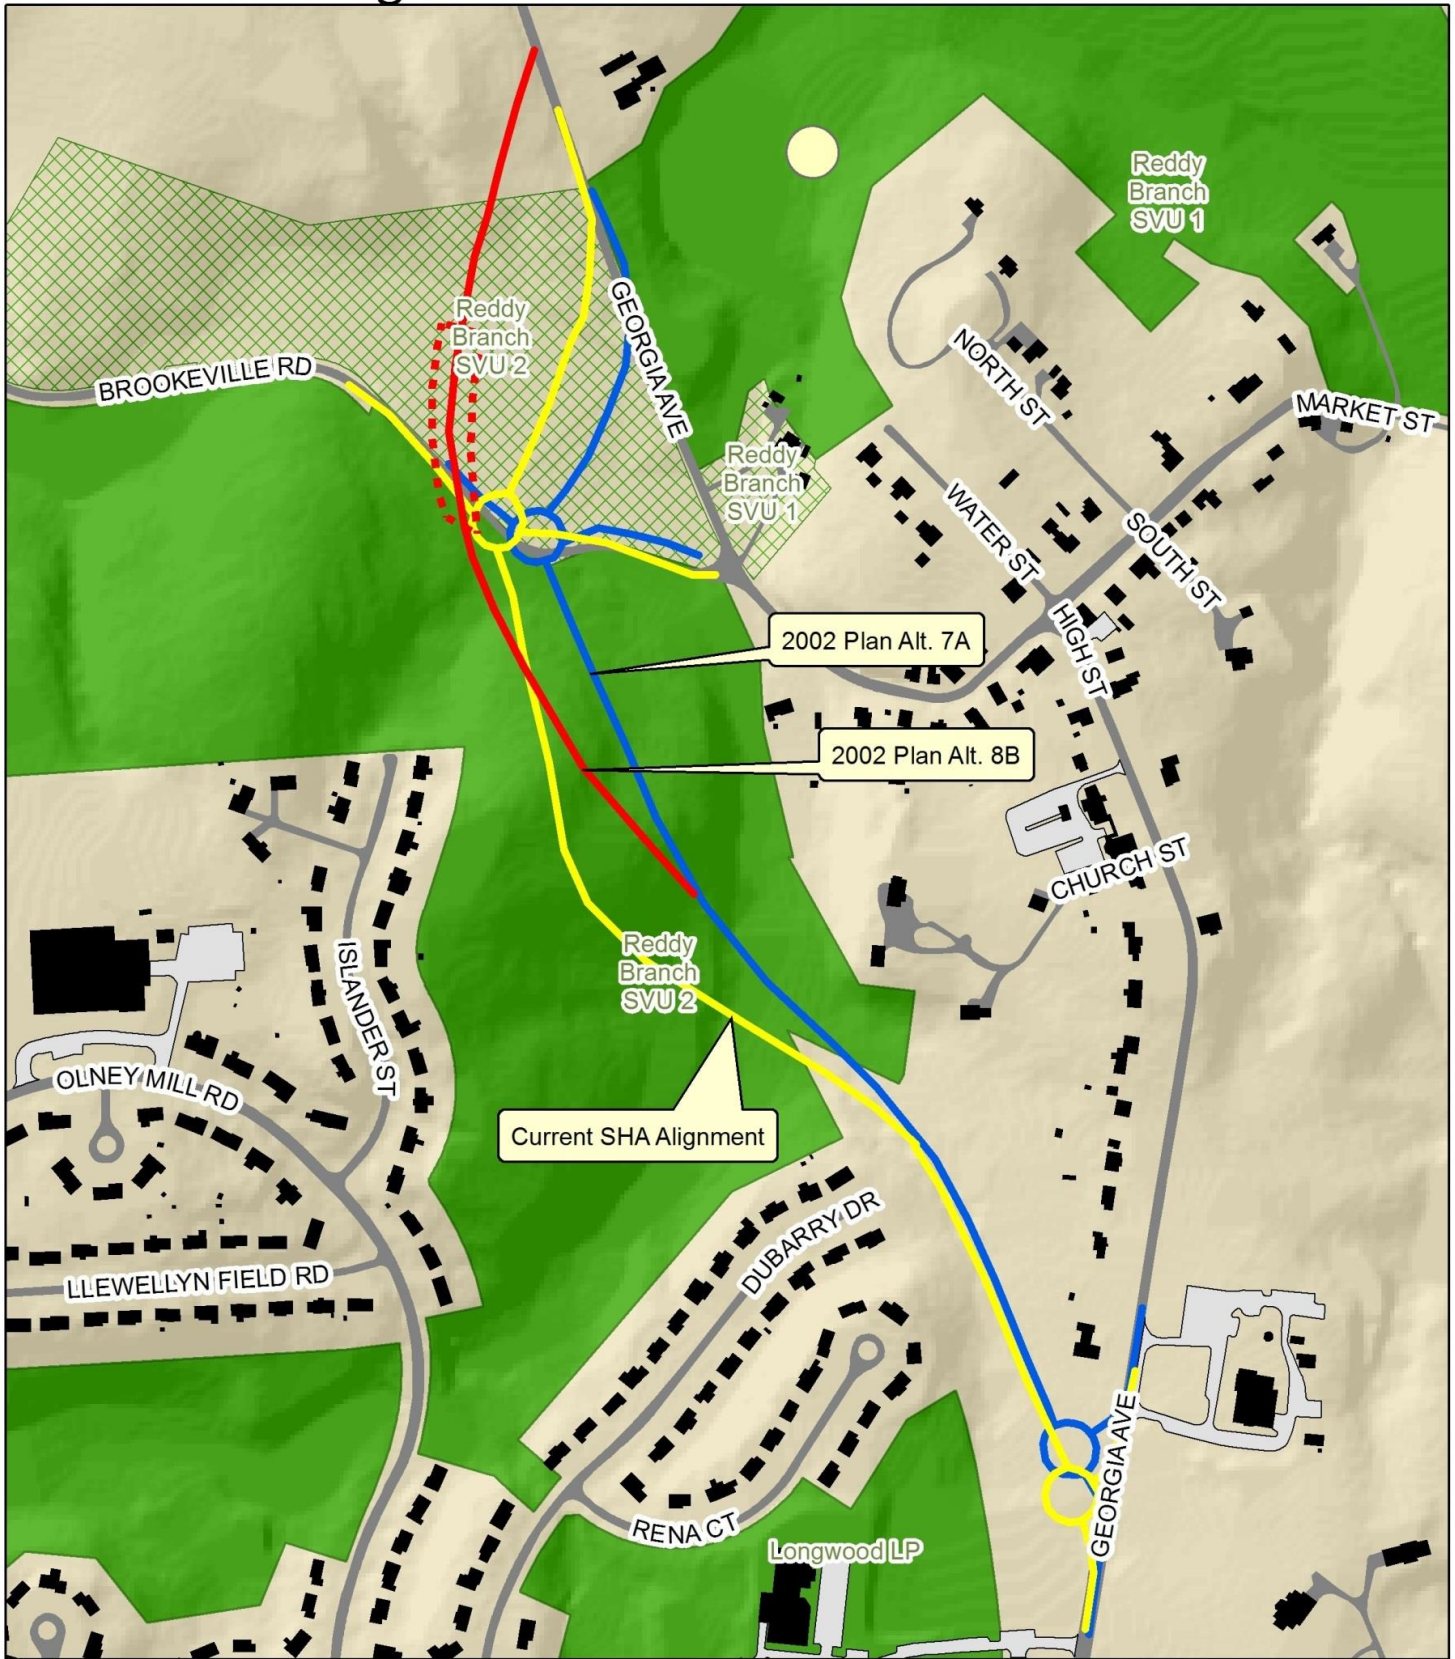 Reddy
Branch
SVU 1
Reddy
Branch
SVU 2
GEORGIA AVE
BROOKEVILLE RD
NORTH ST
MARKET ST
Reddy
Branch
SVU 1
WATER ST
SOUTH ST
2002 Plan Alt. 7A
HIGH ST
2002 Plan Alt. 8B
CHURCH ST
Reddy
Branch
SVU 2
ISLANDER ST
OLNEY MILL RD
Current SHA Alignment
DUBARRY DR
LLEWELLYN FIELD RD
GEORGIA AVE
RENA CT
Longwood LP